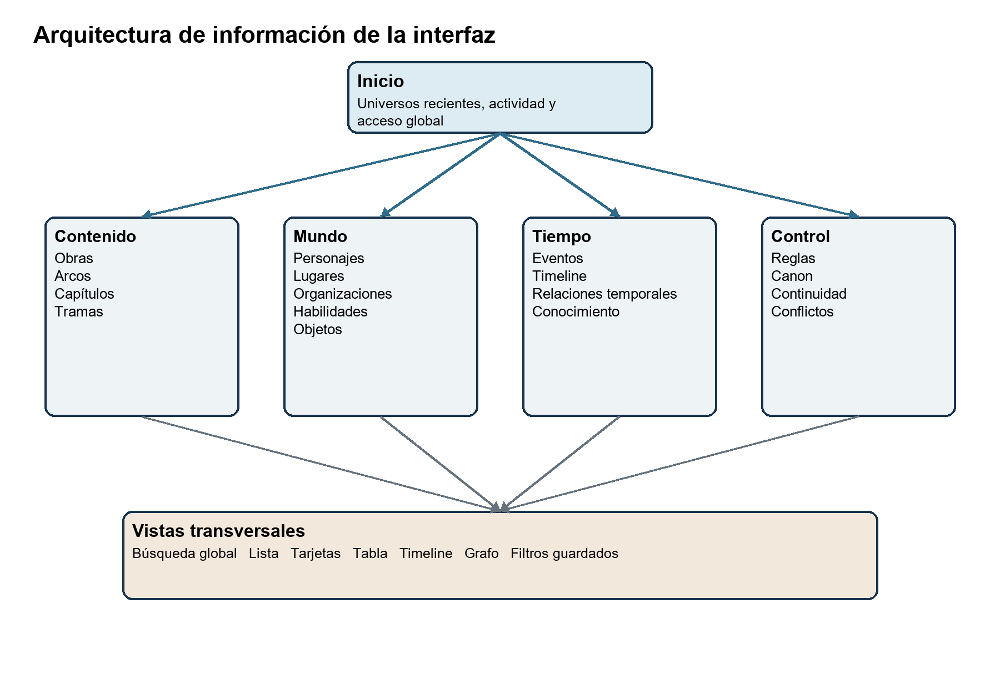 Arquitectura de información de la interfaz
Inicio
Universos recientes, actividad y
acceso global
Contenido
Obras
Arcos
Capítulos
Tramas
Mundo
Personajes
Lugares
Organizaciones
Habilidades
Objetos
Tiempo
Eventos
Timeline
Relaciones temporales
Conocimiento
Control
Reglas
Canon
Continuidad
Conflictos
Vistas transversales
Búsqueda global   Lista   Tarjetas   Tabla   Timeline   Grafo   Filtros guardados